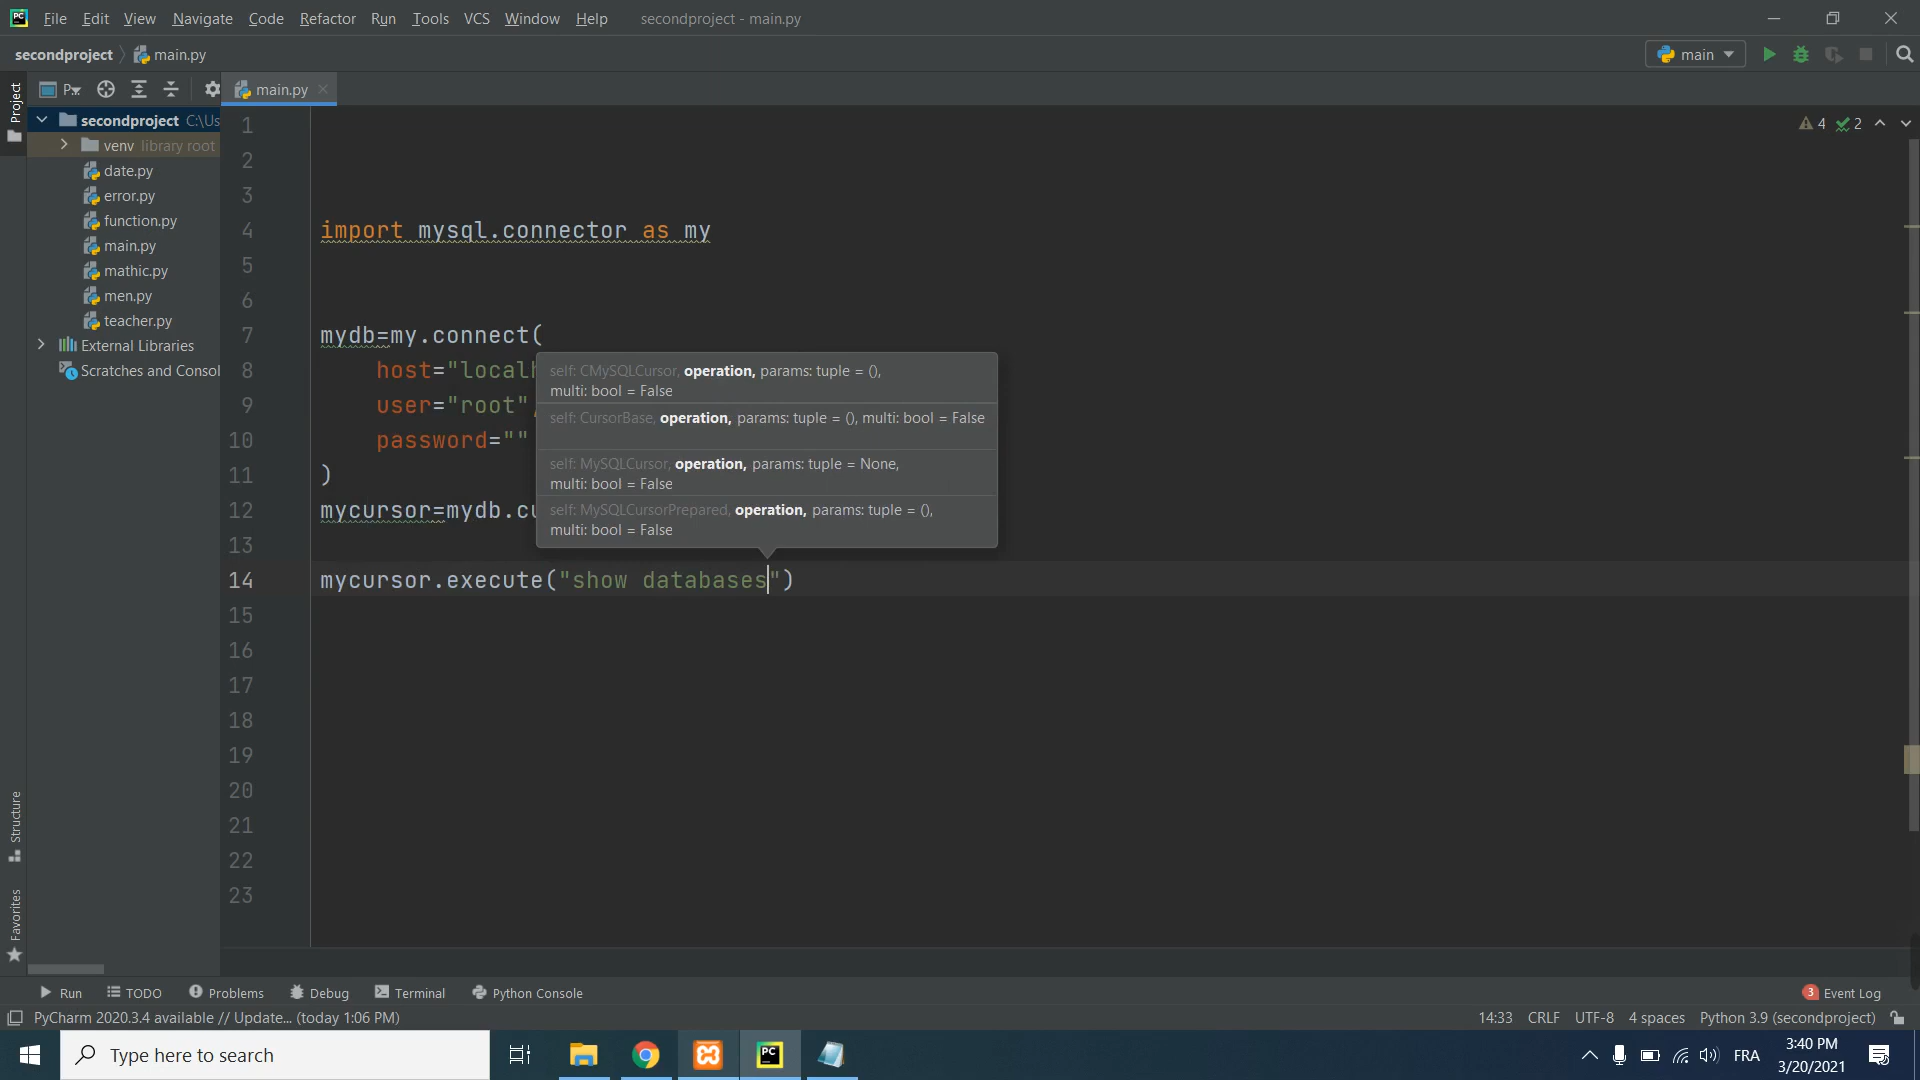 File Edit View Navigate Code Refactor Run Tools VCS Window Help secondproject - main.py
secondproject main.py main
Project P main.py
secondproject C:\Us
venv library root
date.py
error.py
function.py
main.py
mathic.py
men.py
teacher.py
External Libraries
Scratches and Consol
4 2
1
2
3
4 import mysql.connector as my
5
6
7 mydb=my.connect(
8 host="local
9 user="root"
10 password=""
11 )
12 mycursor=mydb.cu
13
14 mycursor.execute("show databases")
15
16
17
18
19
20
21
22
23
self: CMySQLCursor, operation, params: tuple = (),
multi: bool = False
self: CursorBase, operation, params: tuple = (), multi: bool = False
self: MySQLCursor, operation, params: tuple = None,
multi: bool = False
self: MySQLCursorPrepared, operation, params: tuple = (),
multi: bool = False
Structure
Favorites
Run TODO Problems Debug Terminal Python Console 3 Event Log
PyCharm 2020.3.4 available // Update... (today 1:06 PM) 14:33 CRLF UTF-8 4 spaces Python 3.9 (secondproject)
Type here to search PC FRA 3:40 PM
3/20/2021